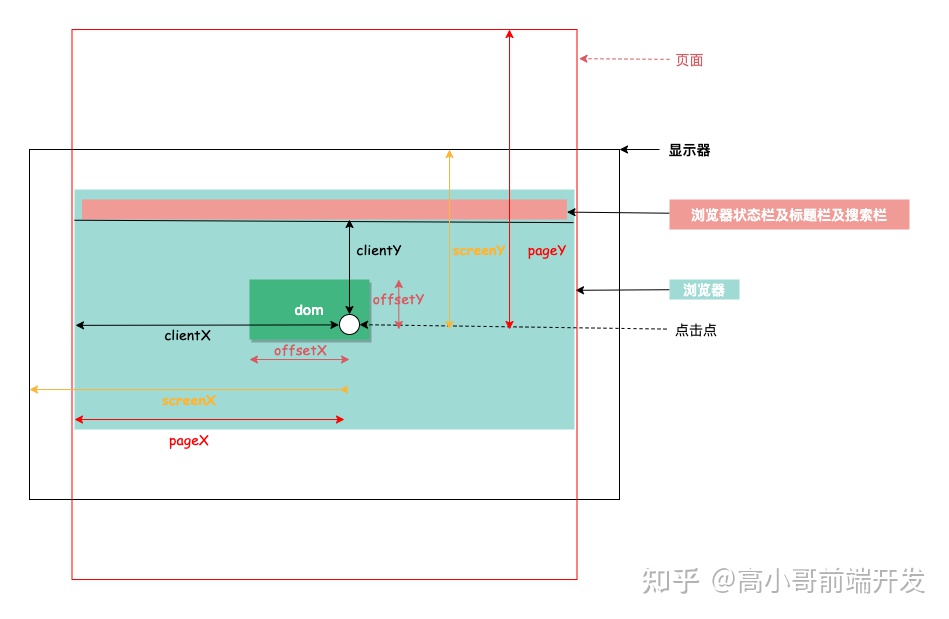 页面
显示器
浏览器状态栏及标题栏及搜索栏
clientY
screenY
pageY
浏览器
offsetY
dom
点击点
clientX
offsetX
screenX
pageX
知乎 @高小哥前端开发